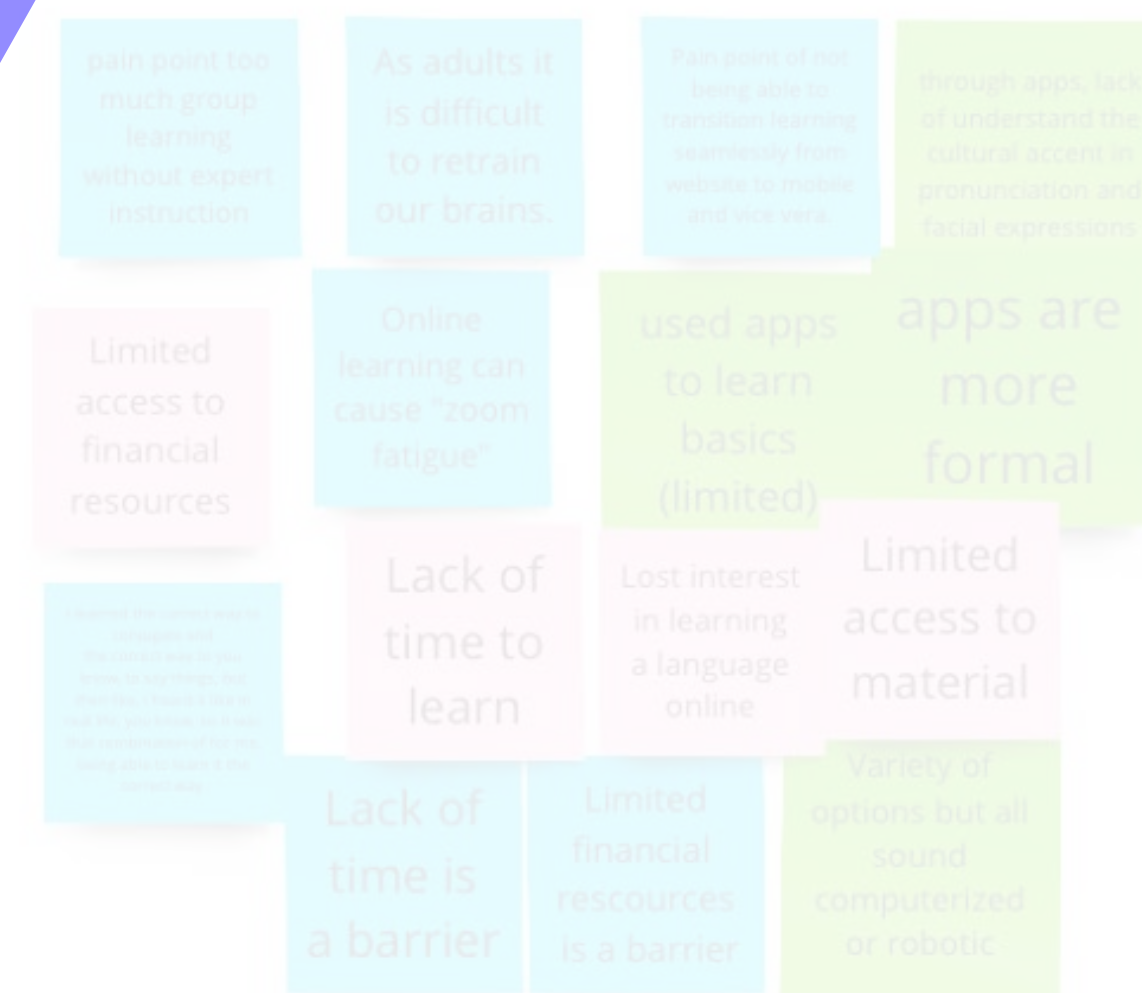 pain point too
much group
learning
without expert
instruction
As adults it
is difficult
to retrain
our brains.
Pain point of not
being able to
transition learning
seamlessly from
website to mobile
and vice vera.
through apps, lack
of understand the
cultural accent in
pronunciation and
facial expressions
Limited
access to
financial
resources
Online
learning can
cause "zoom
fatigue"
used apps
to learn
basics
(limited)
apps are
more
formal
the correct way to
Lack of
time to
learn
Lost interest
in learning
a language
online
Limited
access to
material
Lack of
time is
a barrier
Limited
financial
rescources
is a barrier
Variety of
options but all
sound
computerized
or robotic